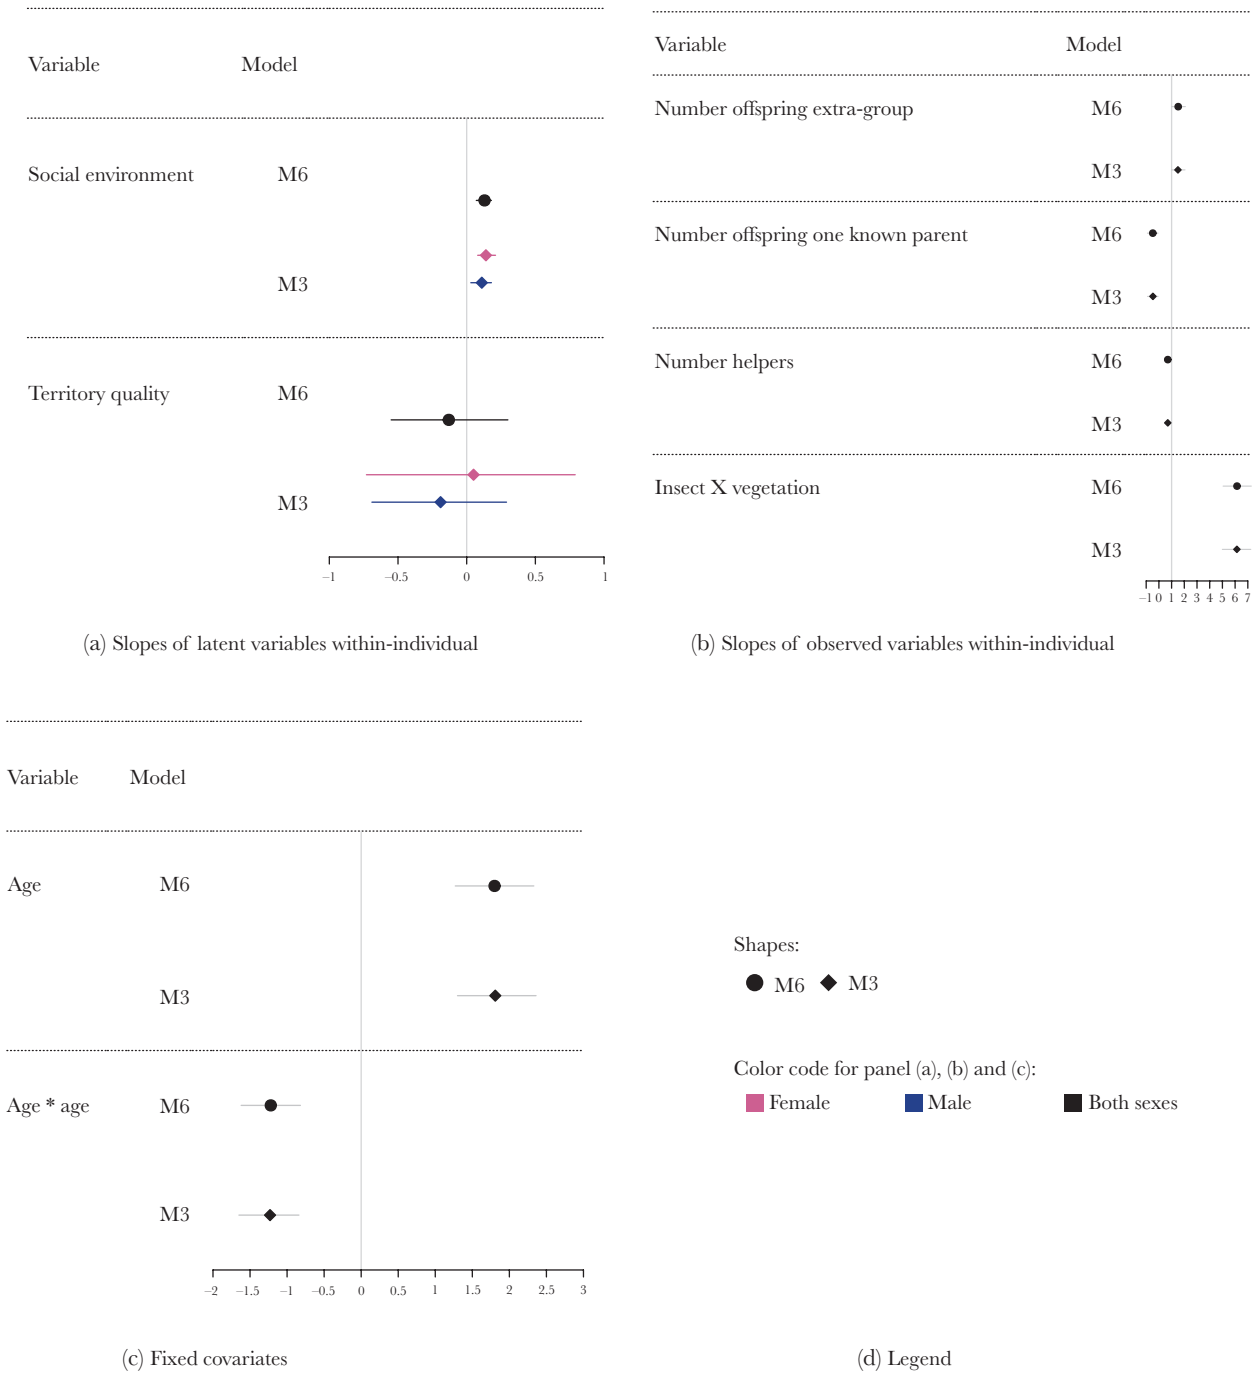 Variable Model
Social environment M6
M3
Territory quality M6
M3
−1 −0.5 0 0.5 1
(a) Slopes of latent variables within-individual
Variable Model
Number offspring extra-group M6
M3
Number offspring one known parent M6
M3
Number helpers M6
M3
Insect X vegetation M6
M3
−1 0 1 2 3 4 5 6 7
(b) Slopes of observed variables within-individual
Variable Model
Age M6
M3
Age * age M6
M3
−2 −1.5 −1 −0.5 0 0.5 1 1.5 2 2.5 3
(c) Fixed covariates
Shapes:
M6 M3
Color code for panel (a), (b) and (c):
Female Male Both sexes
(d) Legend